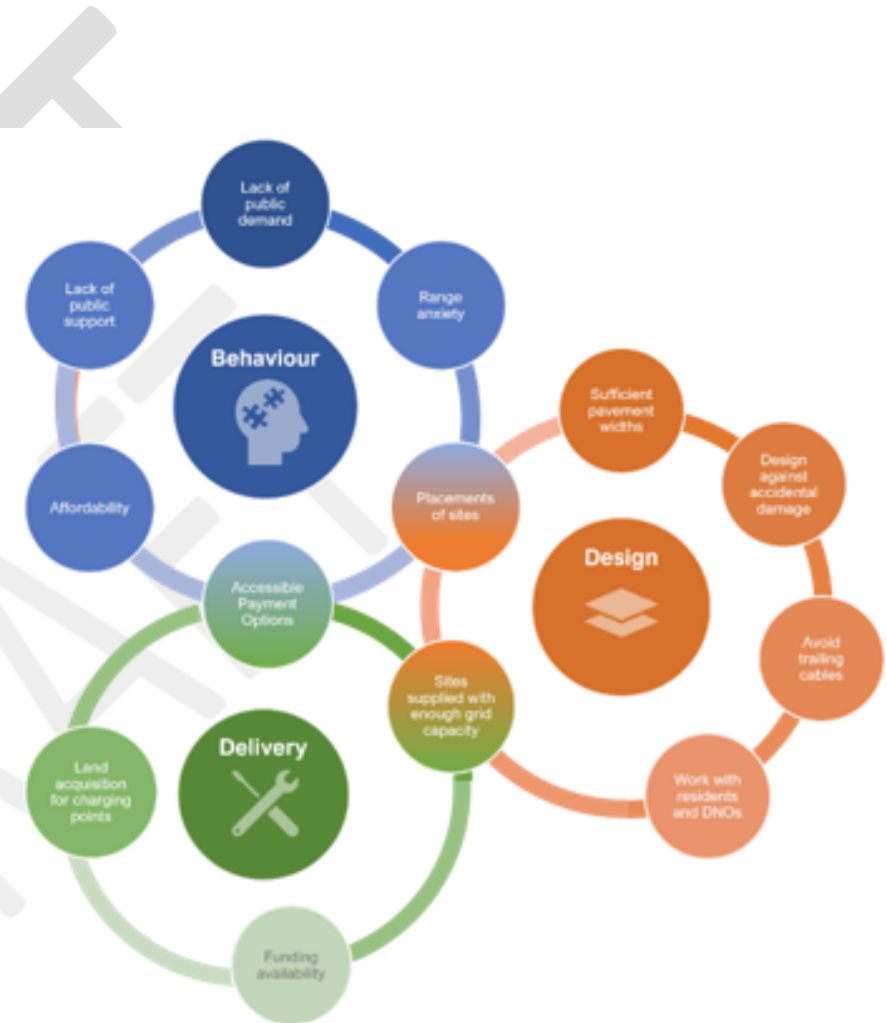 Lack of
public
demand
Lack of
public
support
Range
anxiety
Behaviour
Affordability
Placements
of sites
Accessible
Payment
Options
Sufficient
pavement
widths
Design
against
accidental
damage
Design
Avoid
trailing
cables
Work with
residents
and DNOs
Sites
supplied with
enough grid
capacity
Delivery
Land
acquisition
for charging
points
Funding
availability